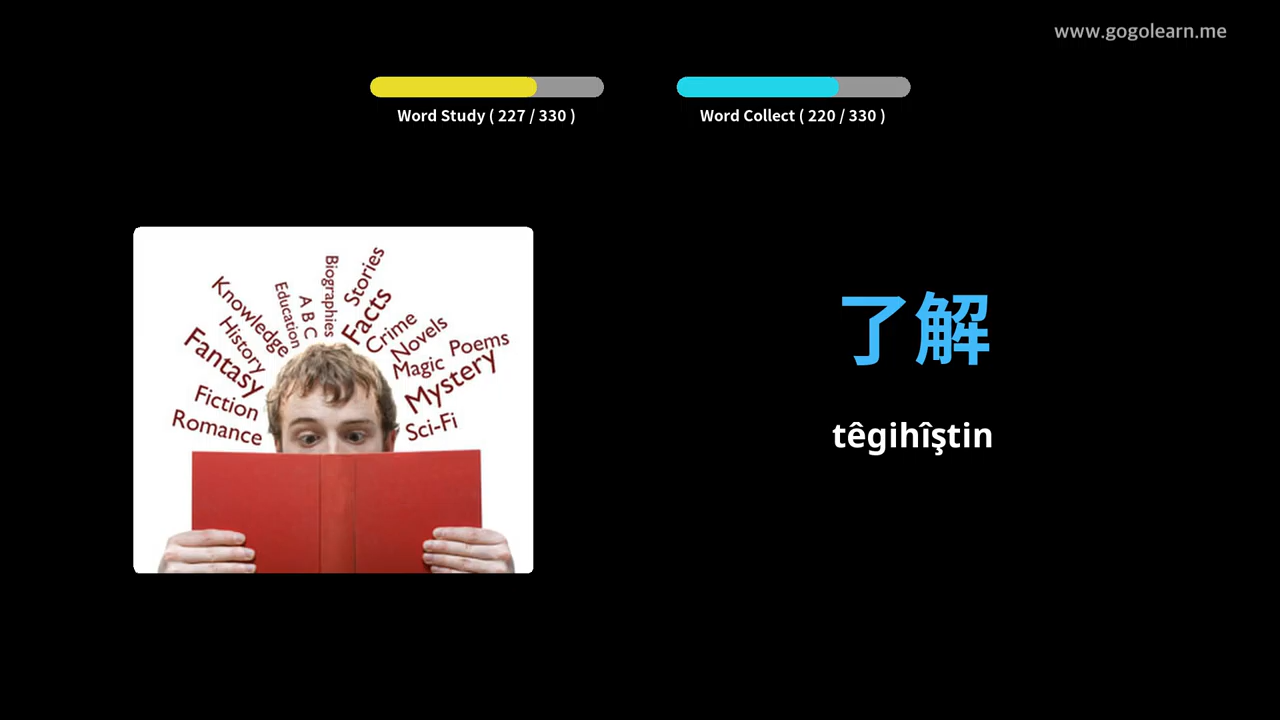 www.gogolearn.me
Word Study ( 227 / 330 )
Word Collect ( 220 / 330 )
Knowledge
History
Fantasy
Fiction
Romance
Education
A B C
Biographies
Stories
Facts
Crime
Novels
Magic
Poems
Mystery
Sci-Fi
了解
têgihîştin